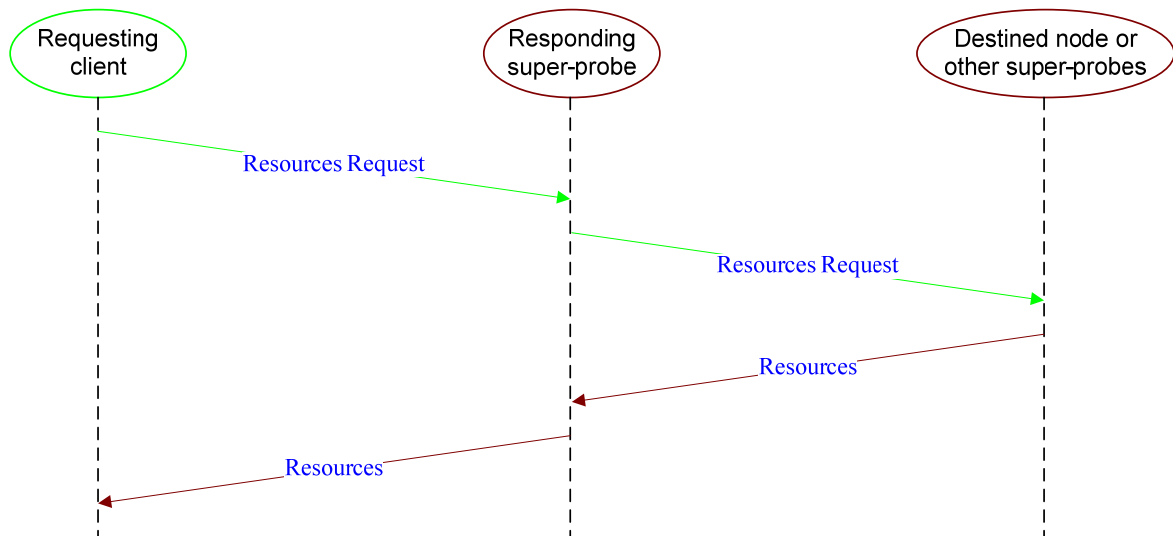 Requesting
client
Responding
super-probe
Destined node or
other super-probes
Resources Request
Resources Request
Resources
Resources